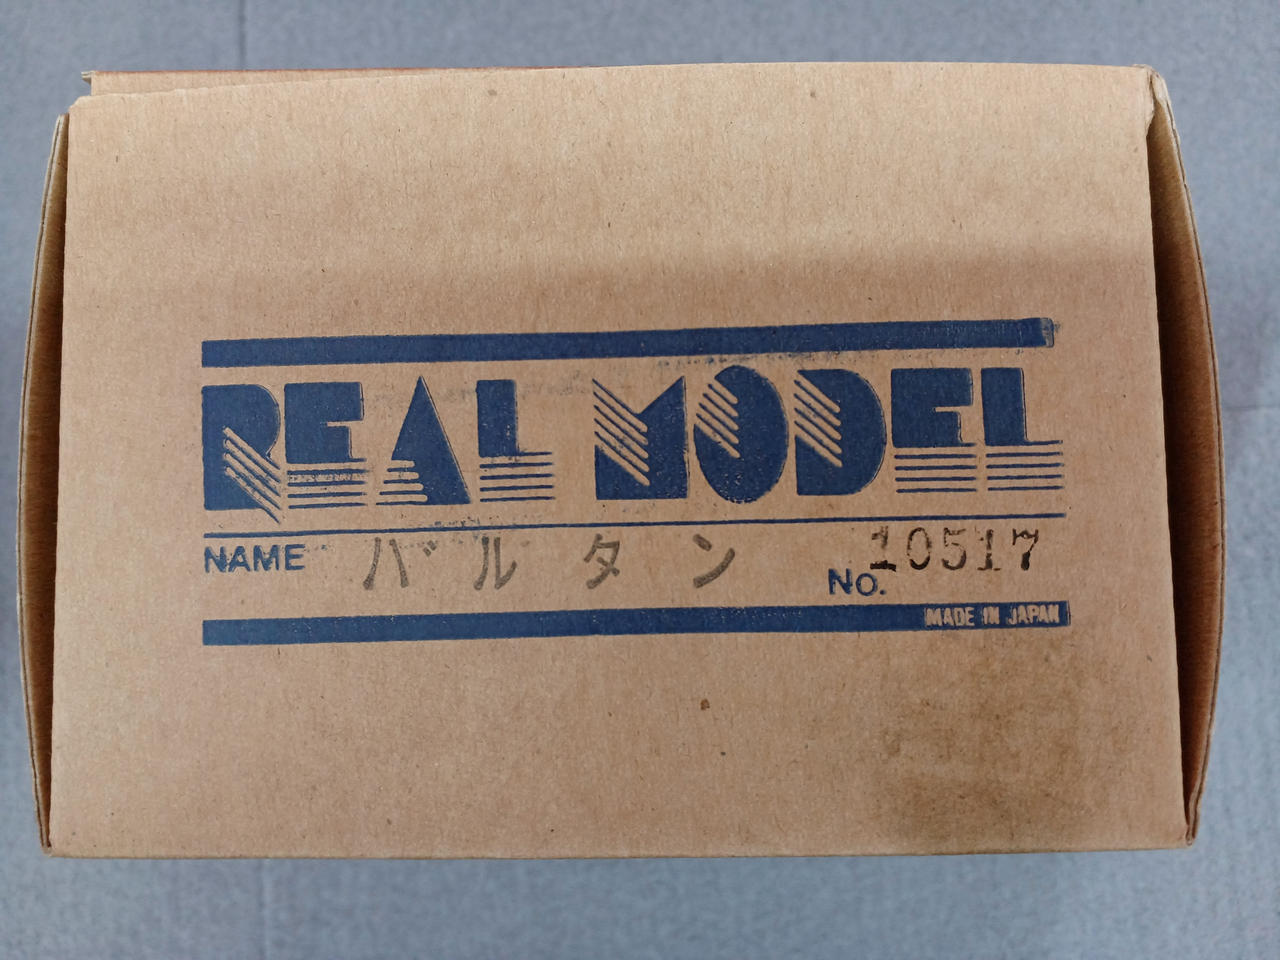 REAL MODEL
NAME バルタン No. 10517
MADE IN JAPAN